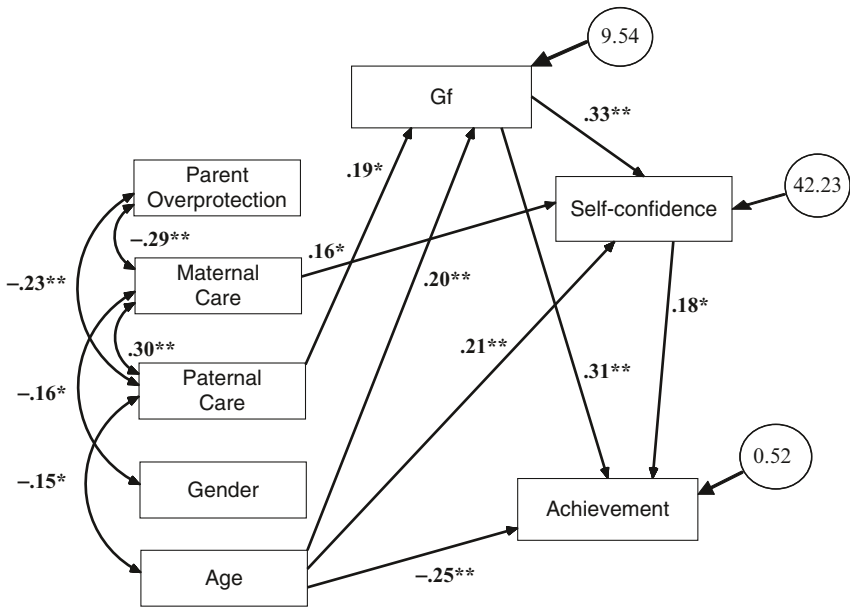 9.54
Gf
.33**
.19*
Parent
Overprotection
42.23
Self-confidence
–.29**
.16*
Maternal
Care
–.23**
.20**
.18*
.30**
.21**
Paternal
Care
.31**
–.16*
0.52
–.15*
Gender
Achievement
Age
–.25**